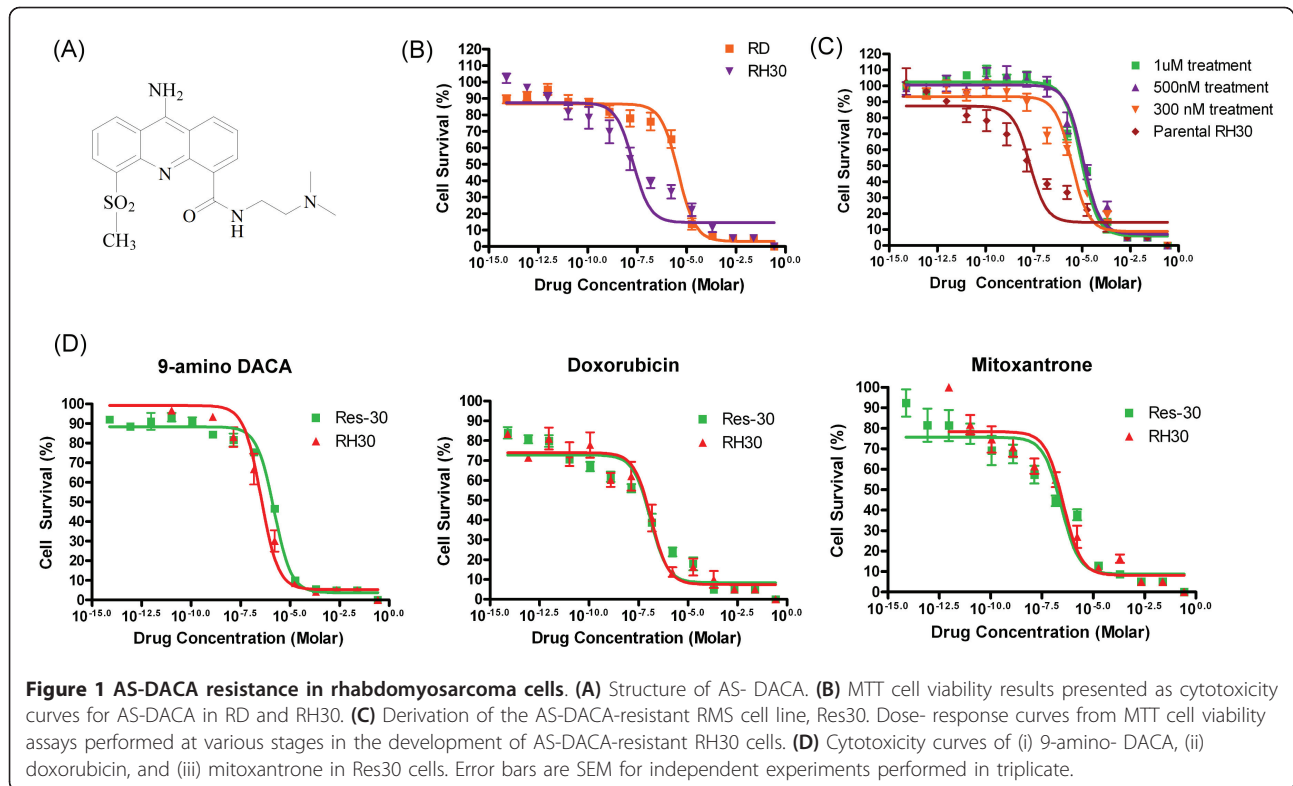 (A)
NH2
N
SO2
CH3
O
N
H
N
(B)
RD
RH30
Cell Survival (%)
120
110
100
90
80
70
60
50
40
30
20
10
0
10-15.0 10-12.5 10-10.0 10-7.5 10-5.0 10-2.5 100.0
Drug Concentration (Molar)
(C)
1uM treatment
500nM treatment
300 nM treatment
Parental RH30
Cell Survival (%)
120
110
100
90
80
70
60
50
40
30
20
10
0
10-15.0 10-12.5 10-10.0 10-7.5 10-5.0 10-2.5 100.0
Drug Concentration (Molar)
(D)
9-amino DACA
Res-30
RH30
Cell Survival (%)
100
90
80
70
60
50
40
30
20
10
0
10-15.0 10-12.5 10-10.0 10-7.5 10-5.0 10-2.5 100.0
Drug Concentration (Molar)
Doxorubicin
Res-30
RH30
Cell Survival (%)
100
90
80
70
60
50
40
30
20
10
0
10-15.0 10-12.5 10-10.0 10-7.5 10-5.0 10-2.5 100.0
Drug Concentration (Molar)
Mitoxantrone
Res-30
RH30
Cell Survival (%)
100
90
80
70
60
50
40
30
20
10
0
10-15.0 10-12.5 10-10.0 10-7.5 10-5.0 10-2.5 100.0
Drug Concentration (Molar)
Figure 1 AS-DACA resistance in rhabdomyosarcoma cells. (A) Structure of AS- DACA. (B) MTT cell viability results presented as cytotoxicity
curves for AS-DACA in RD and RH30. (C) Derivation of the AS-DACA-resistant RMS cell line, Res30. Dose- response curves from MTT cell viability
assays performed at various stages in the development of AS-DACA-resistant RH30 cells. (D) Cytotoxicity curves of (i) 9-amino- DACA, (ii)
doxorubicin, and (iii) mitoxantrone in Res30 cells. Error bars are SEM for independent experiments performed in triplicate.